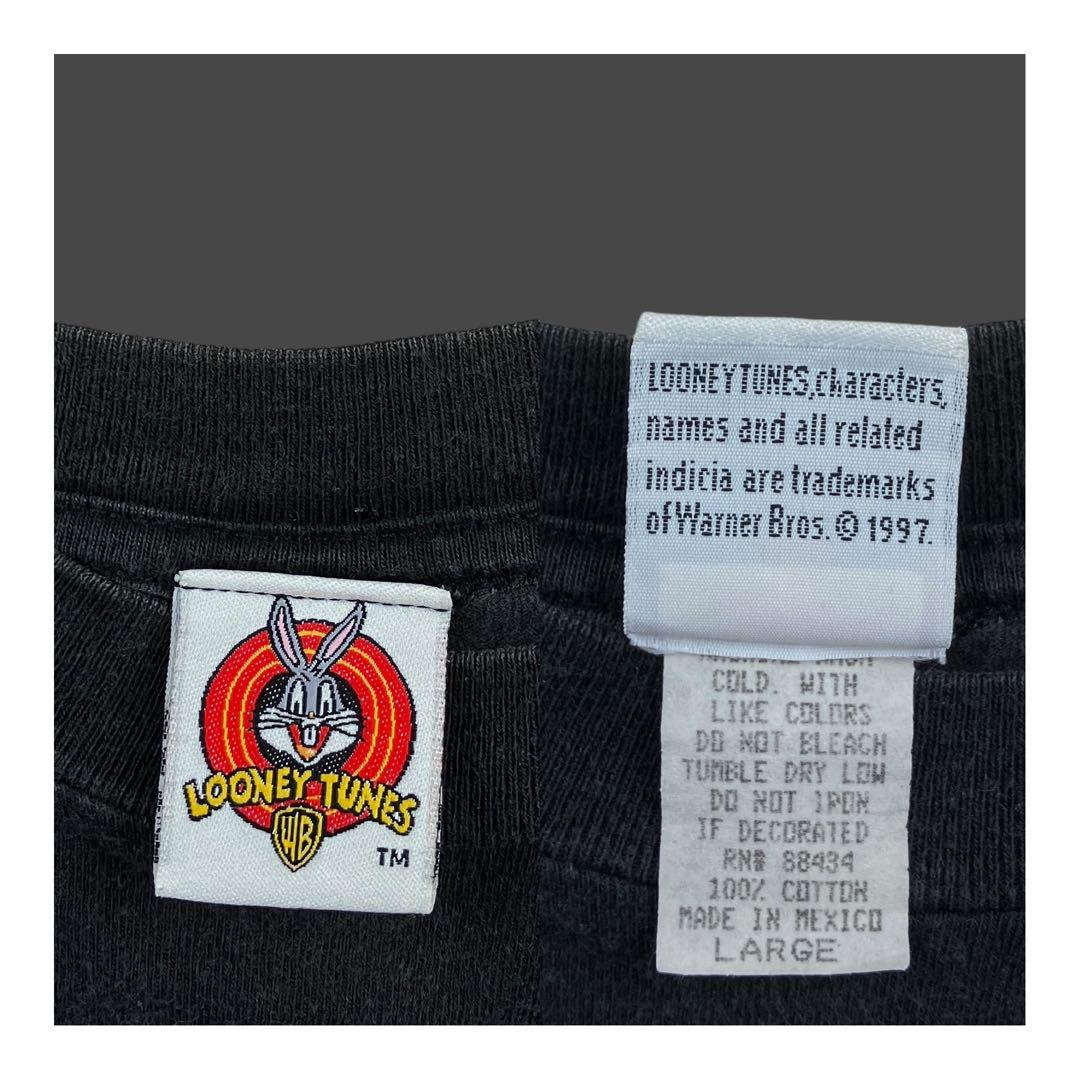 LOONEY TUNES
WB
TM
LOONEY TUNES, characters,
names and all related
indicia are trademarks
of Warner Bros. © 1997.
COLD. WITH
LIKE COLORS
DO NOT BLEACH
TUMBLE DRY LOW
DO NOT IRON
IF DECORATED
RN# 88434
100% COTTON
MADE IN MEXICO
LARGE